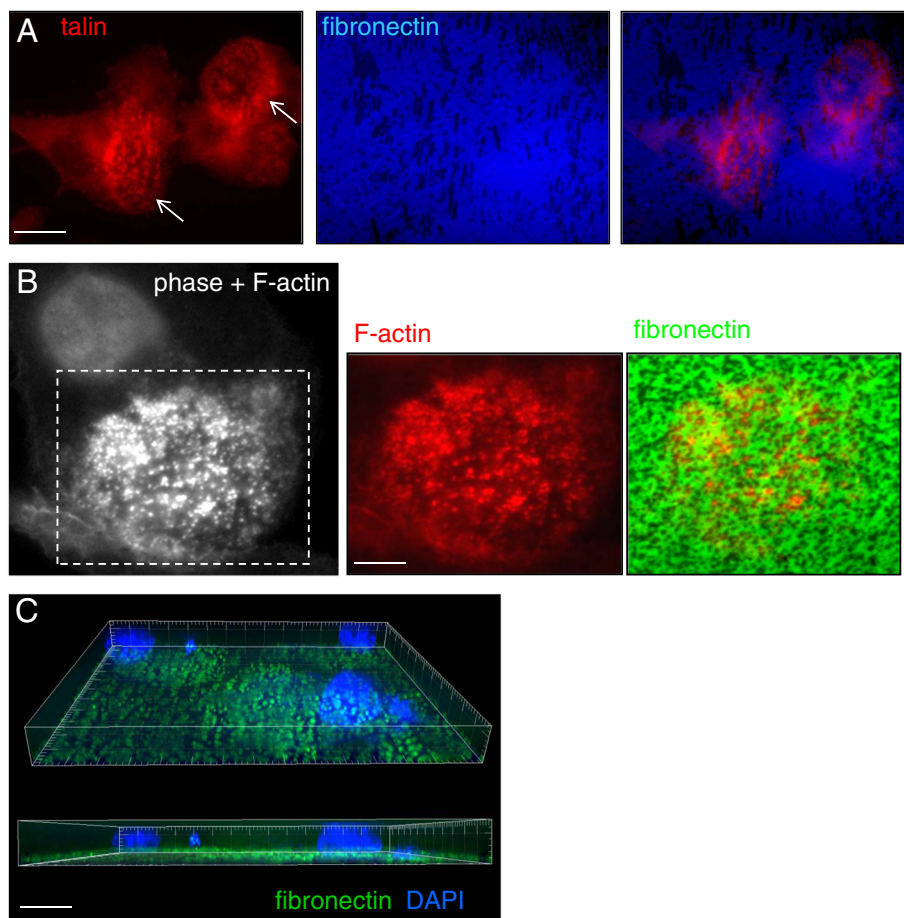 A
talin
fibronectin
B
phase + F-actin
F-actin
fibronectin
C
fibronectin DAPI